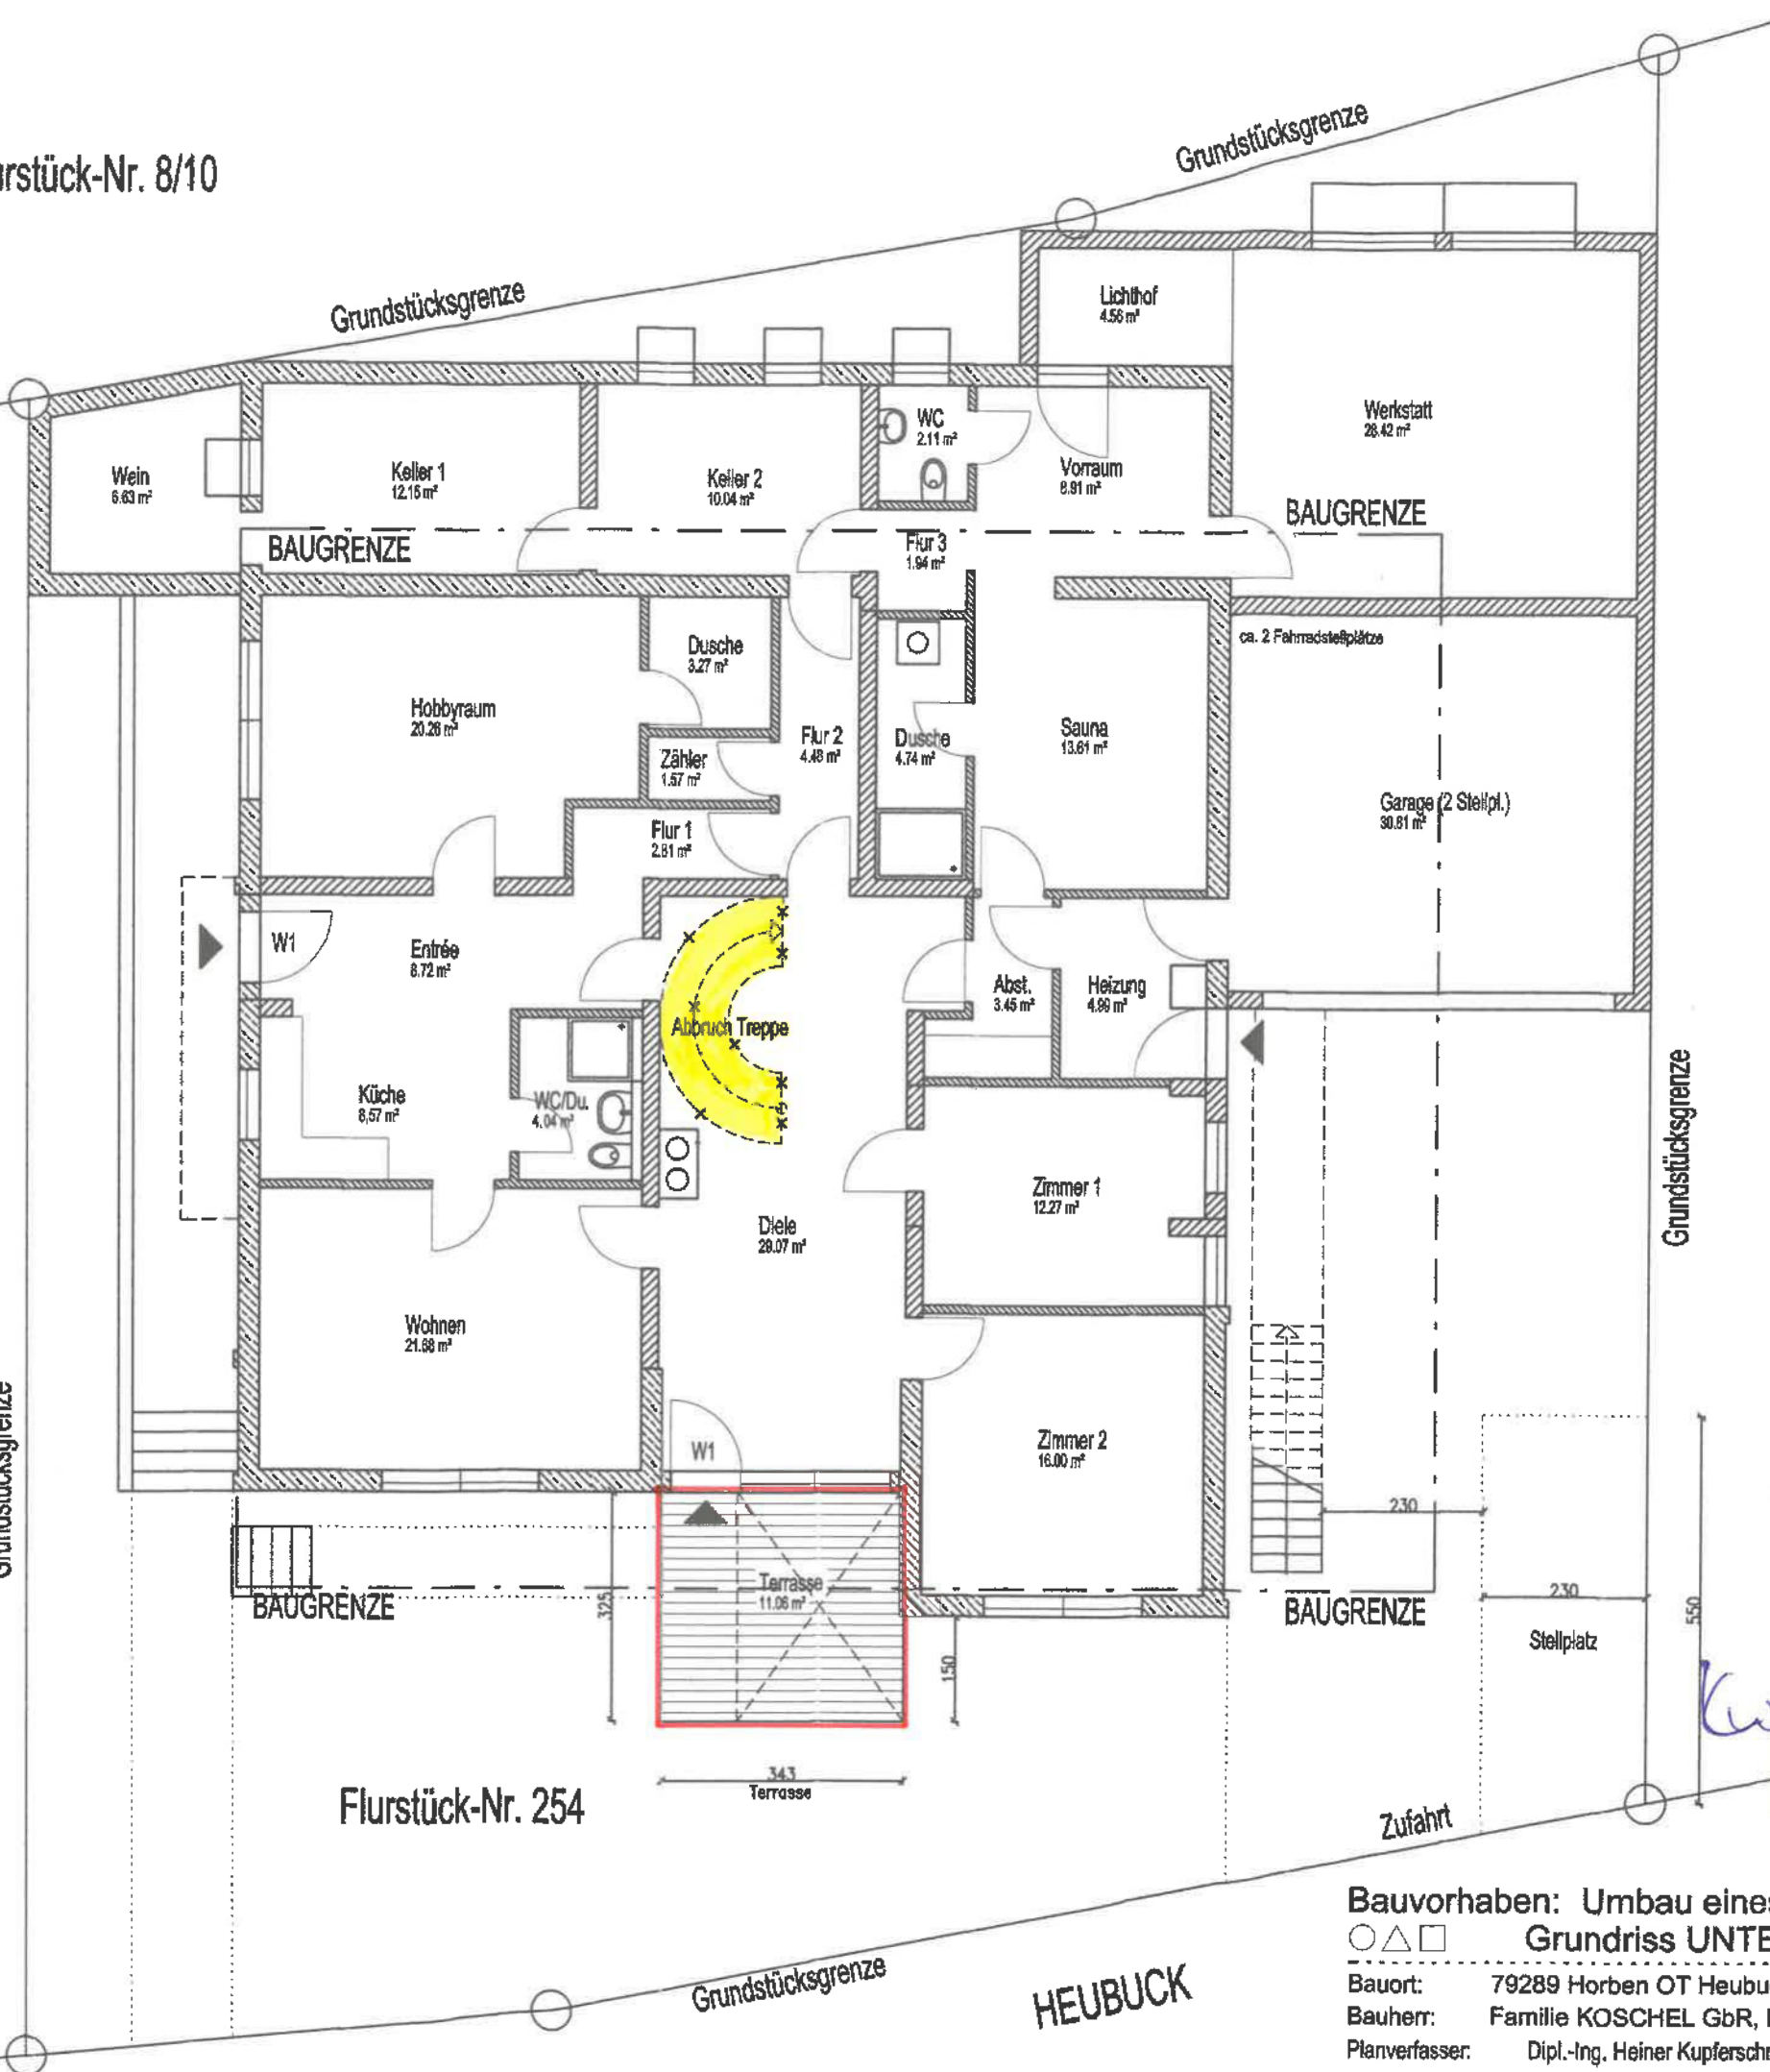 rstück-Nr. 8/10
Grundstücksgrenze
Grundstücksgrenze
Lichthof
4.56 m²
Werkstatt
28.42 m²
Wein
6.63 m²
Keller 1
12.16 m²
Keller 2
10.04 m²
WC
2.11 m²
Vorraum
8.91 m²
BAUGRENZE
BAUGRENZE
Flur 3
1.94 m²
ca. 2 Fahrradstellplätze
Dusche
3.27 m²
Hobbyraum
20.26 m²
Zähler
1.57 m²
Flur 2
4.48 m²
Dusche
4.74 m²
Sauna
13.61 m²
Garage (2 Stellpl.)
30.81 m²
Flur 1
2.81 m²
W1
Entrée
8.72 m²
Abst.
3.45 m²
Heizung
4.99 m²
Abbruch Treppe
Küche
8,57 m²
WC/Du.
4.04 m²
Grundstücksgrenze
Zimmer 1
12.27 m²
Diele
29.07 m²
Wohnen
21.68 m²
Grundstücksgrenze
W1
Zimmer 2
16.00 m²
230
Terrasse
11.06 m²
325
BAUGRENZE
BAUGRENZE
230
550
Stellplatz
150
343
Terrasse
Flurstück-Nr. 254
Zufahrt
Grundstücksgrenze
HEUBUCK
Bauvorhaben: Umbau eines
Grundriss UNTE
Bauort: 79289 Horben OT Heubu
Bauherr: Familie KOSCHEL GbR,
Planverfasser: Dipl.-Ing. Heiner Kupfersch